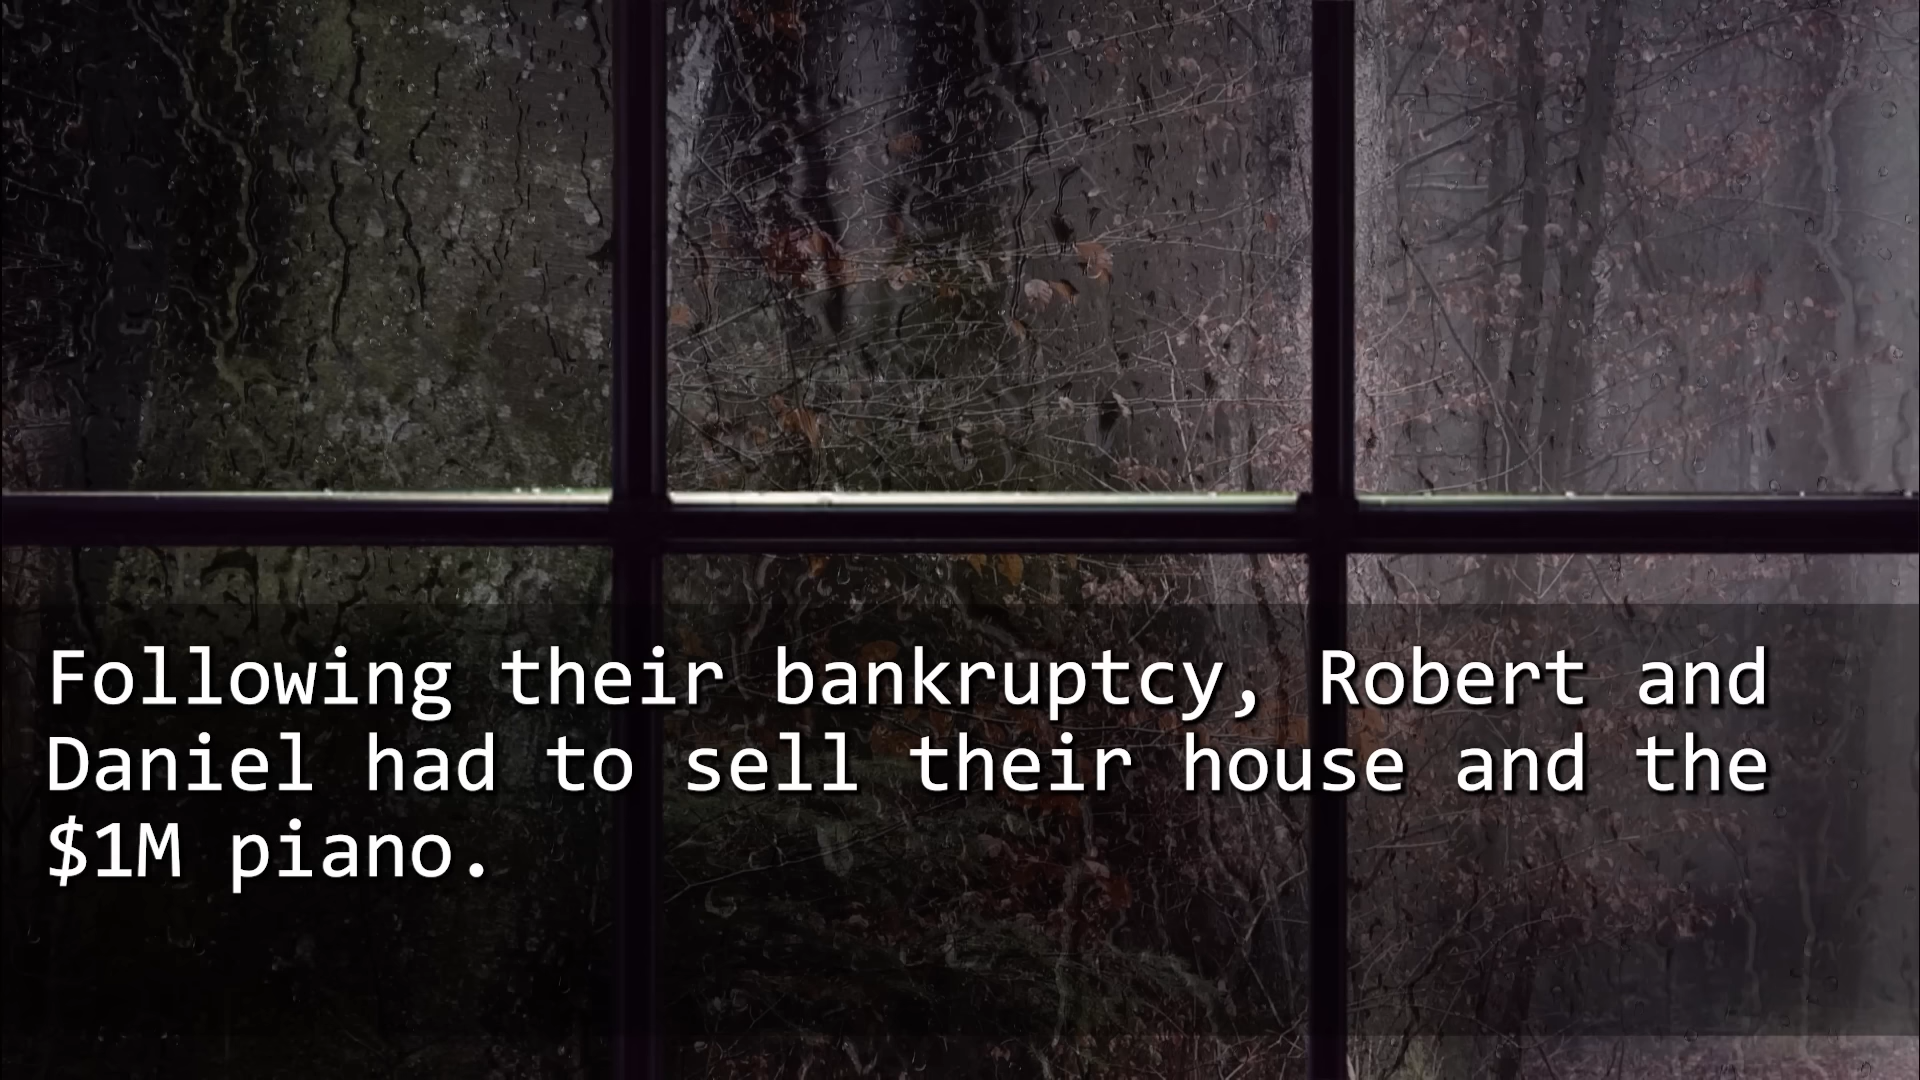 Following their bankruptcy, Robert and
Daniel had to sell their house and the
$1M piano.